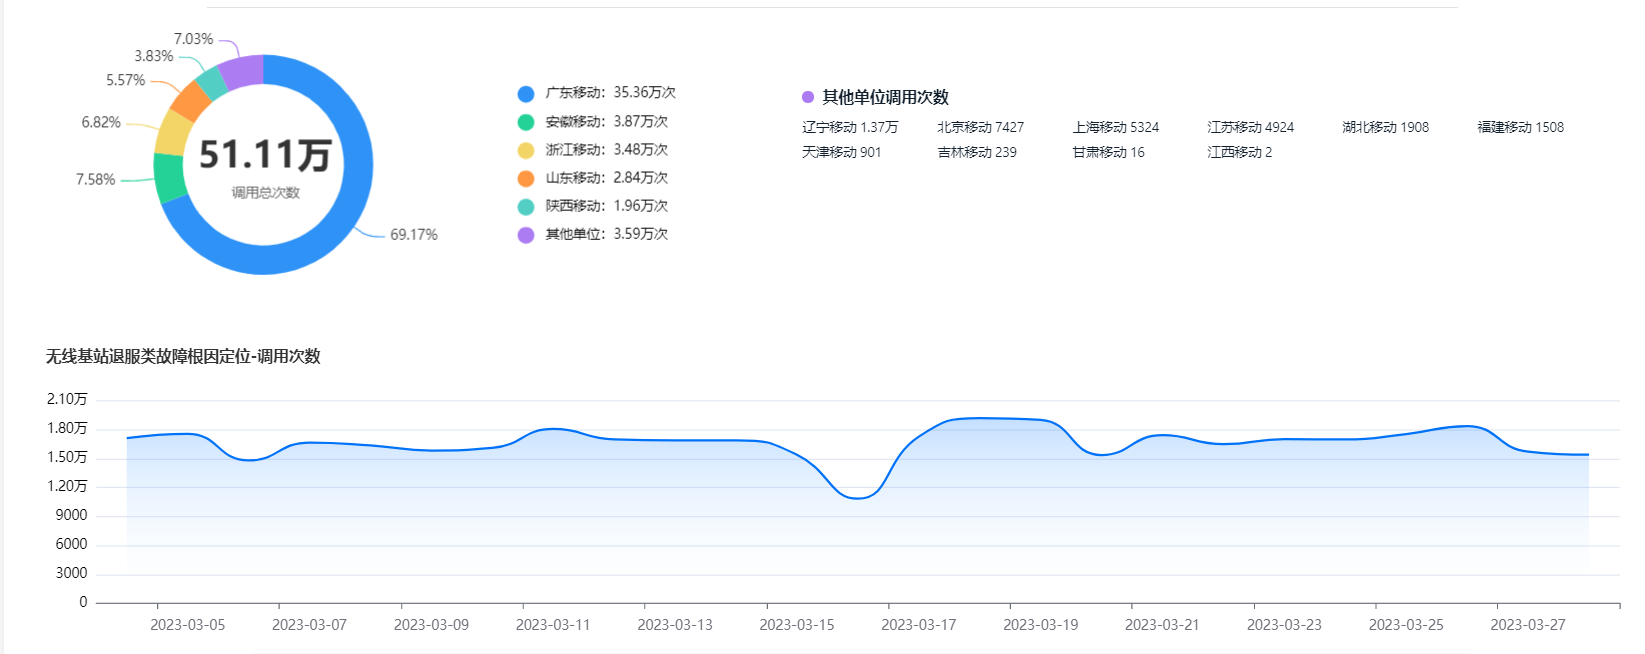 7.03%
3.83%
5.57%
6.82%
7.58%
69.17%
51.11万
调用总次数
广东移动：35.36万次
安徽移动：3.87万次
浙江移动：3.48万次
山东移动：2.84万次
陕西移动：1.96万次
其他单位：3.59万次
其他单位调用次数
辽宁移动 1.37万 北京移动 7427 上海移动 5324 江苏移动 4924 湖北移动 1908 福建移动 1508
天津移动 901 吉林移动 239 甘肃移动 16 江西移动 2
无线基站退服类故障根因定位-调用次数
2.10万
1.80万
1.50万
1.20万
9000
6000
3000
0
2023-03-05 2023-03-07 2023-03-09 2023-03-11 2023-03-13 2023-03-15 2023-03-17 2023-03-19 2023-03-21 2023-03-23 2023-03-25 2023-03-27